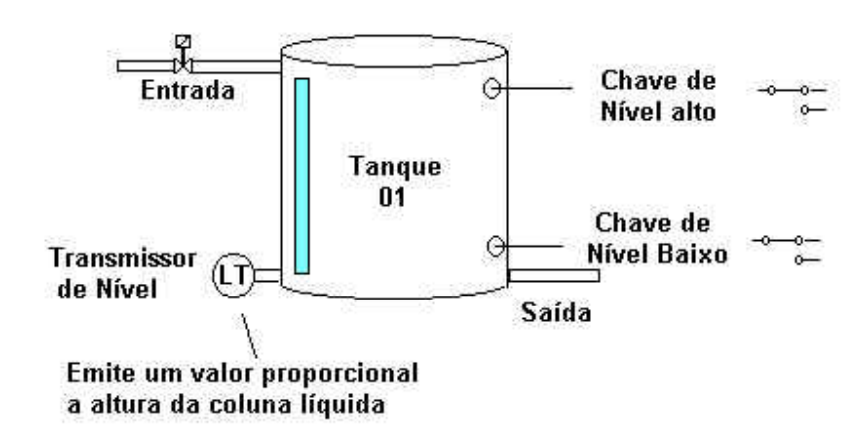 Entrada
Chave de
Nível alto
Tanque
01
Chave de
Nível Baixo
Transmissor
de Nível
LT
Saída
Emite um valor proporcional
a altura da coluna líquida